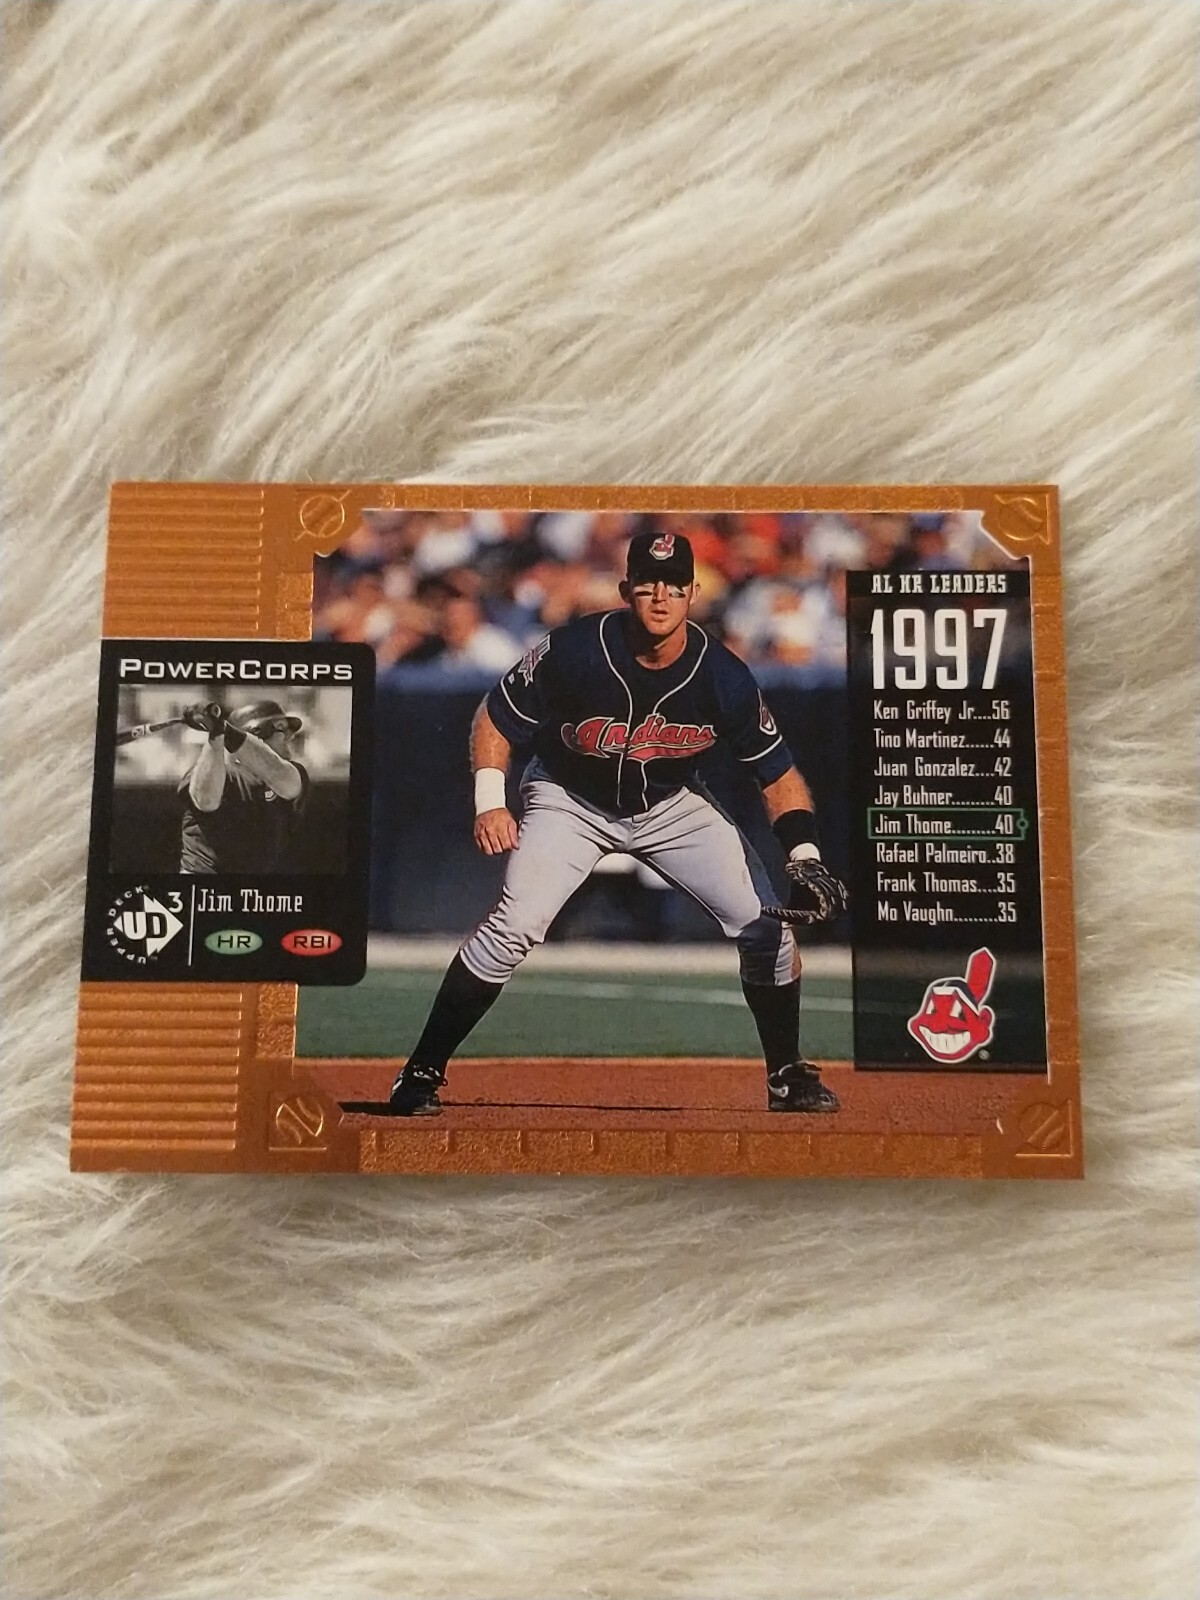 POWERCORPS
UPPER DECK
UD3
Jim Thome
HR RBI
Indians
AL HR LEADERS
1997
Ken Griffey Jr....56
Tino Martinez......44
Juan Gonzalez....42
Jay Buhner.........40
Jim Thome.........40
Rafael Palmeiro..38
Frank Thomas....35
Mo Vaughn.........35
®